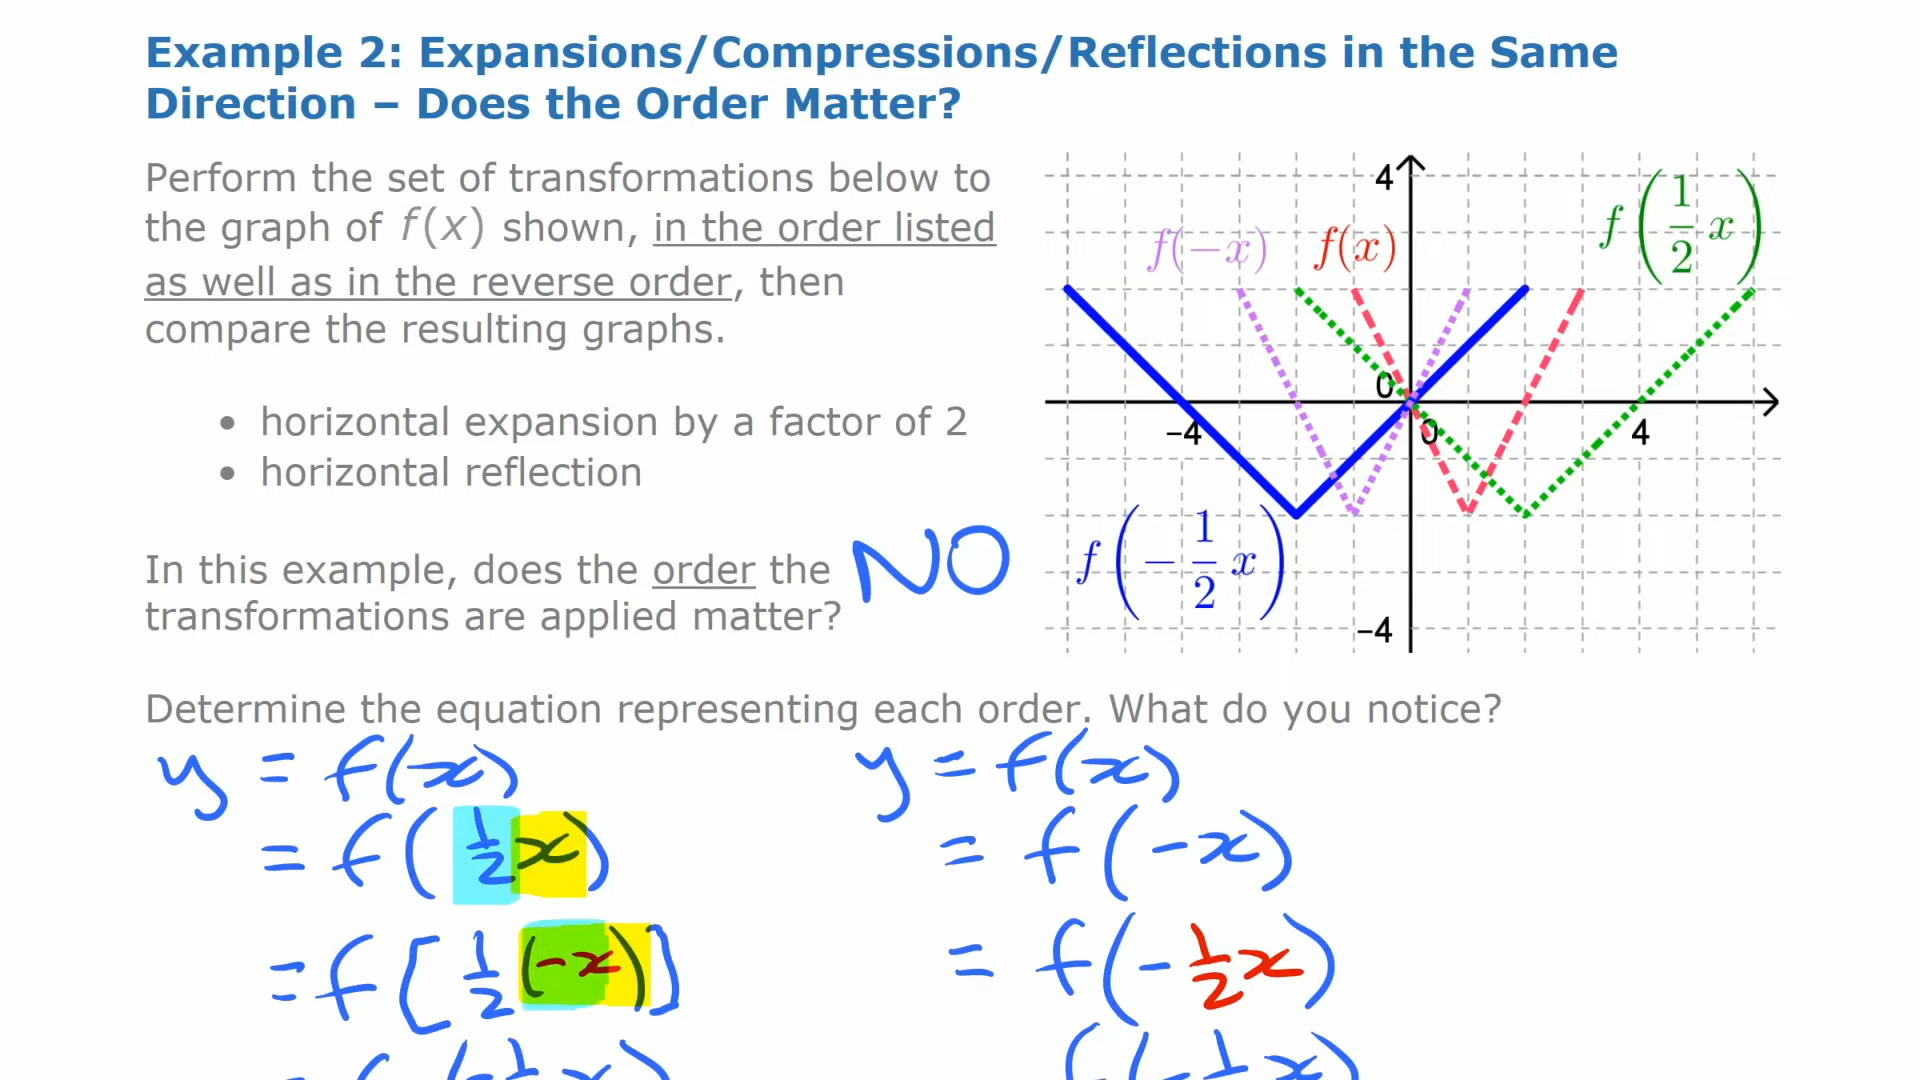 Example 2: Expansions/Compressions/Reflections in the Same
Direction – Does the Order Matter?
Perform the set of transformations below to
the graph of f(x) shown, in the order listed
as well as in the reverse order, then
compare the resulting graphs.
• horizontal expansion by a factor of 2
• horizontal reflection
In this example, does the order the
transformations are applied matter?
NO
4
f(−x)
f(x)
f(1/2 x)
0
−4
0
4
f(−1/2 x)
−4
Determine the equation representing each order. What do you notice?
y = f(x)
= f(1/2 x)
= f[1/2(-x)]
y = f(x)
= f(-x)
= f(-1/2 x)